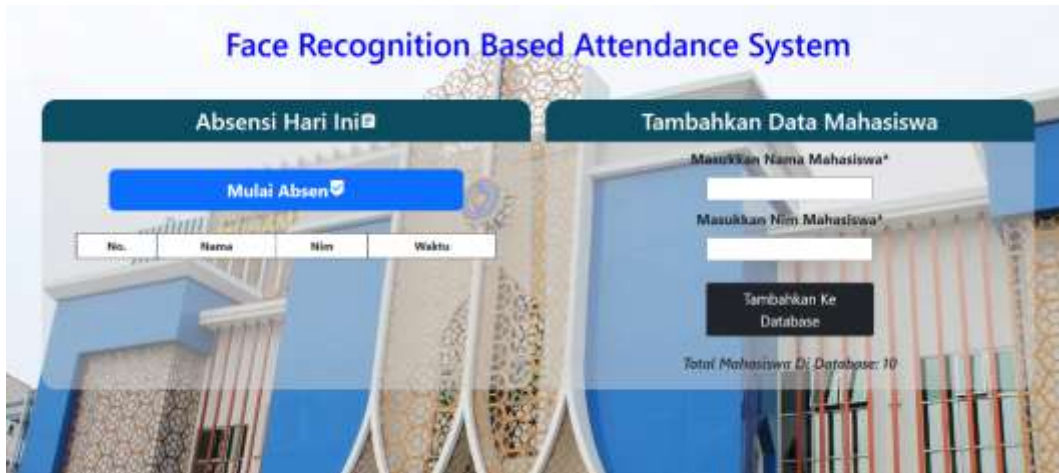 Face Recognition Based Attendance System
Absensi Hari Ini
Mulai Absen
No. Nama Nim Waktu
Tambahkan Data Mahasiswa
Masukkan Nama Mahasiswa*
Masukkan Nim Mahasiswa*
Tambahkan Ke
Database
Total Mahasiswa Di Database: 10